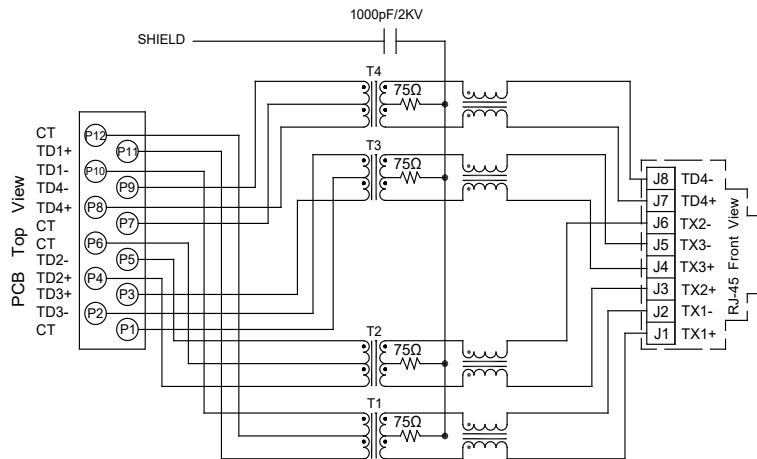 1000pF/2KV
SHIELD
T4
75Ω
T3
75Ω
T2
75Ω
T1
75Ω
PCB Top View
CT
TD1+
TD1-
TD4-
TD4+
CT
CT
TD2-
TD2+
TD3+
TD3-
CT
P12
P11
P10
P9
P8
P7
P6
P5
P4
P3
P2
P1
J8 TD4-
J7 TD4+
J6 TX2-
J5 TX3-
J4 TX3+
J3 TX2+
J2 TX1-
J1 TX1+
RJ-45 Front View